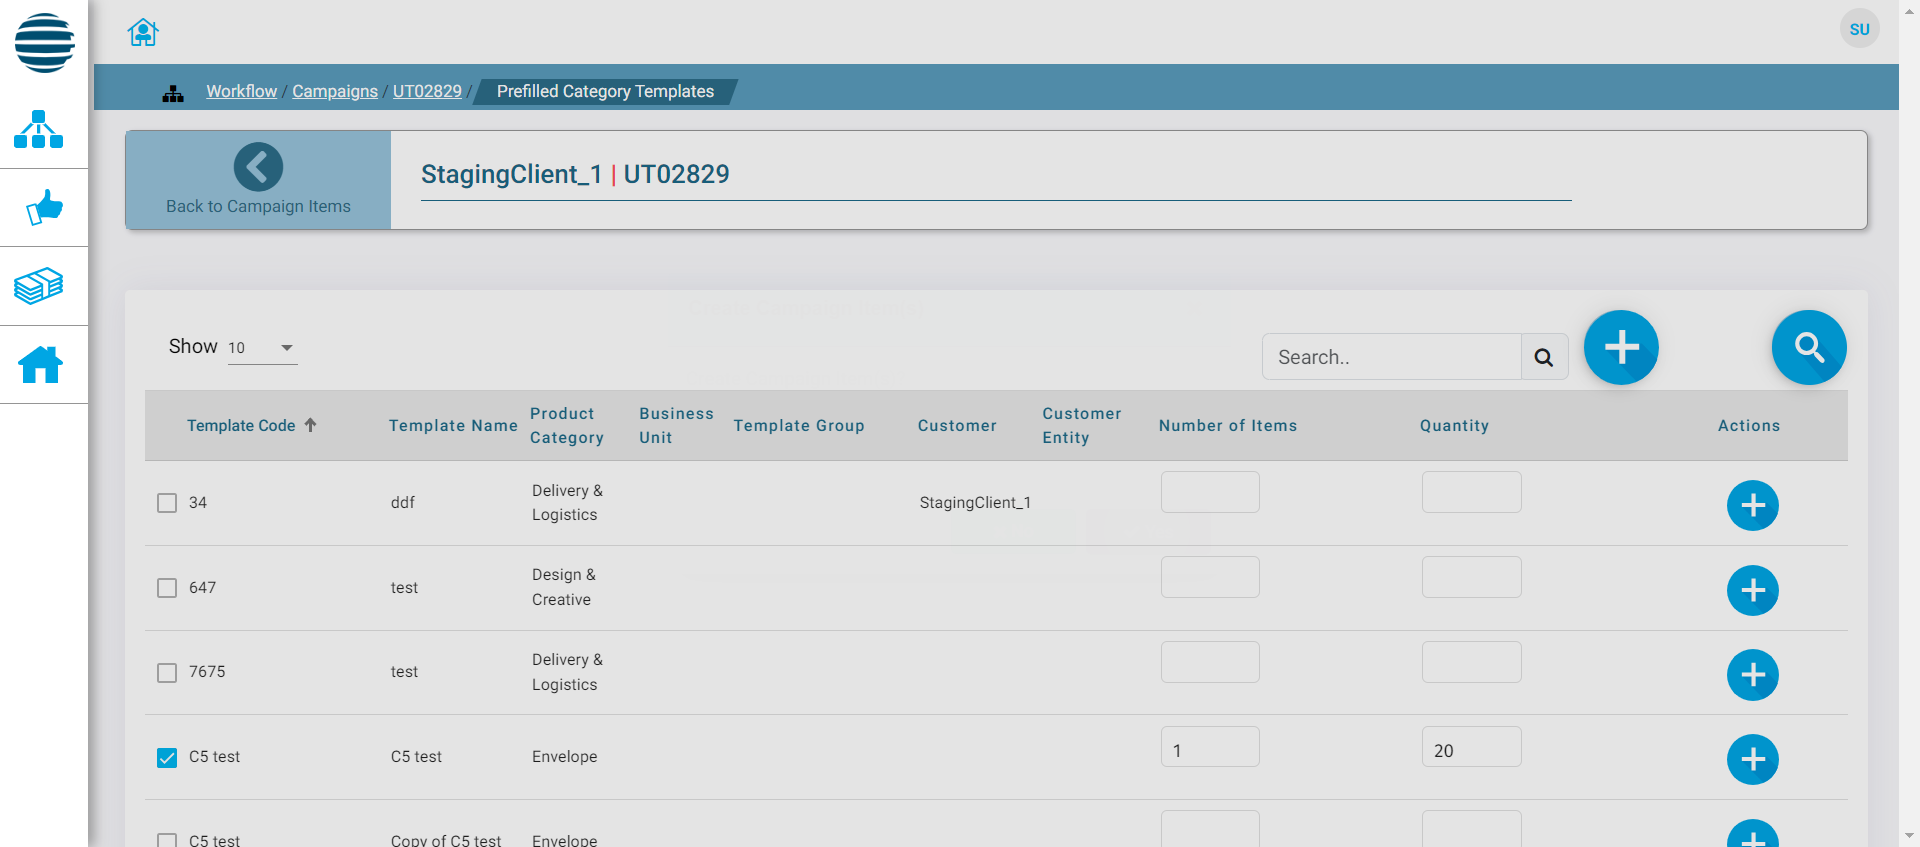 SU
Workflow / Campaigns / UT02829 / Prefilled Category Templates
Back to Campaign Items
StagingClient_1 | UT02829
Show 10
Search..
Template Code Template Name Product Category Business Unit Template Group Customer Customer Entity Number of Items Quantity Actions
34 ddf Delivery & Logistics StagingClient_1
647 test Design & Creative
7675 test Delivery & Logistics
C5 test C5 test Envelope 1 20
C5 test Copy of C5 test Envelope